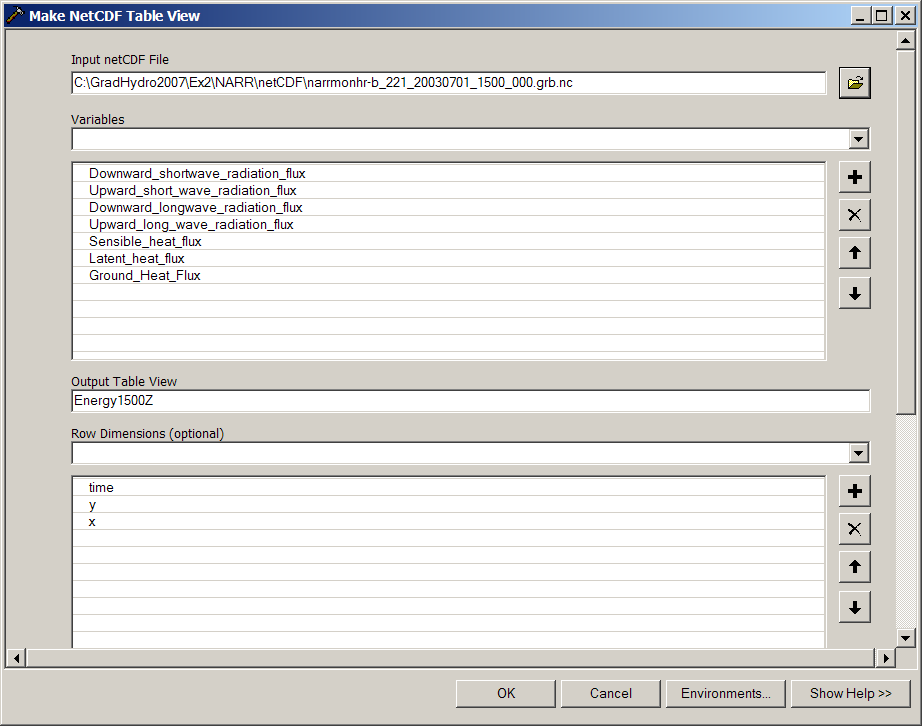 Make NetCDF Table View
Input netCDF File
C:\GradHydro2007\Ex2\NARR\netCDF\narrmonhr-b_221_20030701_1500_000.grb.nc
Variables
Downward_shortwave_radiation_flux
Upward_short_wave_radiation_flux
Downward_longwave_radiation_flux
Upward_long_wave_radiation_flux
Sensible_heat_flux
Latent_heat_flux
Ground_Heat_Flux
Output Table View
Energy1500Z
Row Dimensions (optional)
time
y
x
OK Cancel Environments... Show Help >>